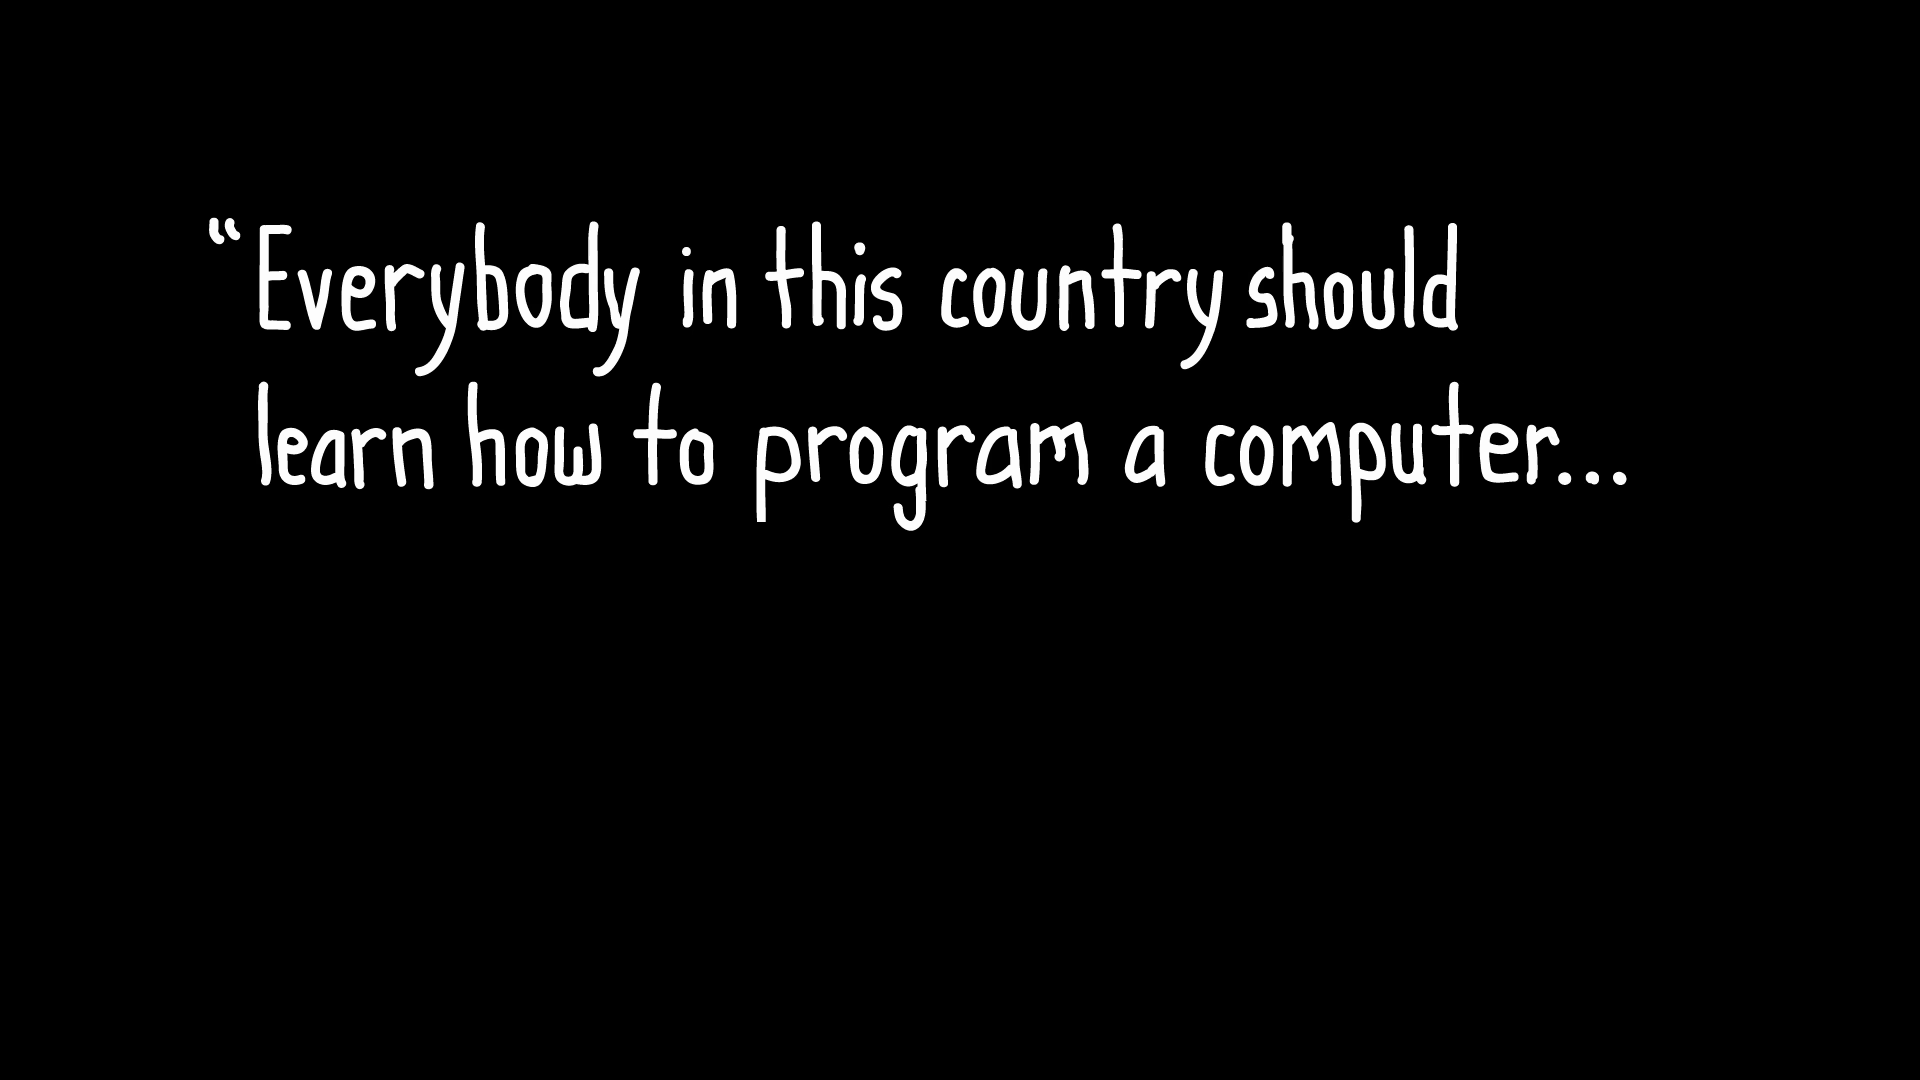 “Everybody in this country should
learn how to program a computer...